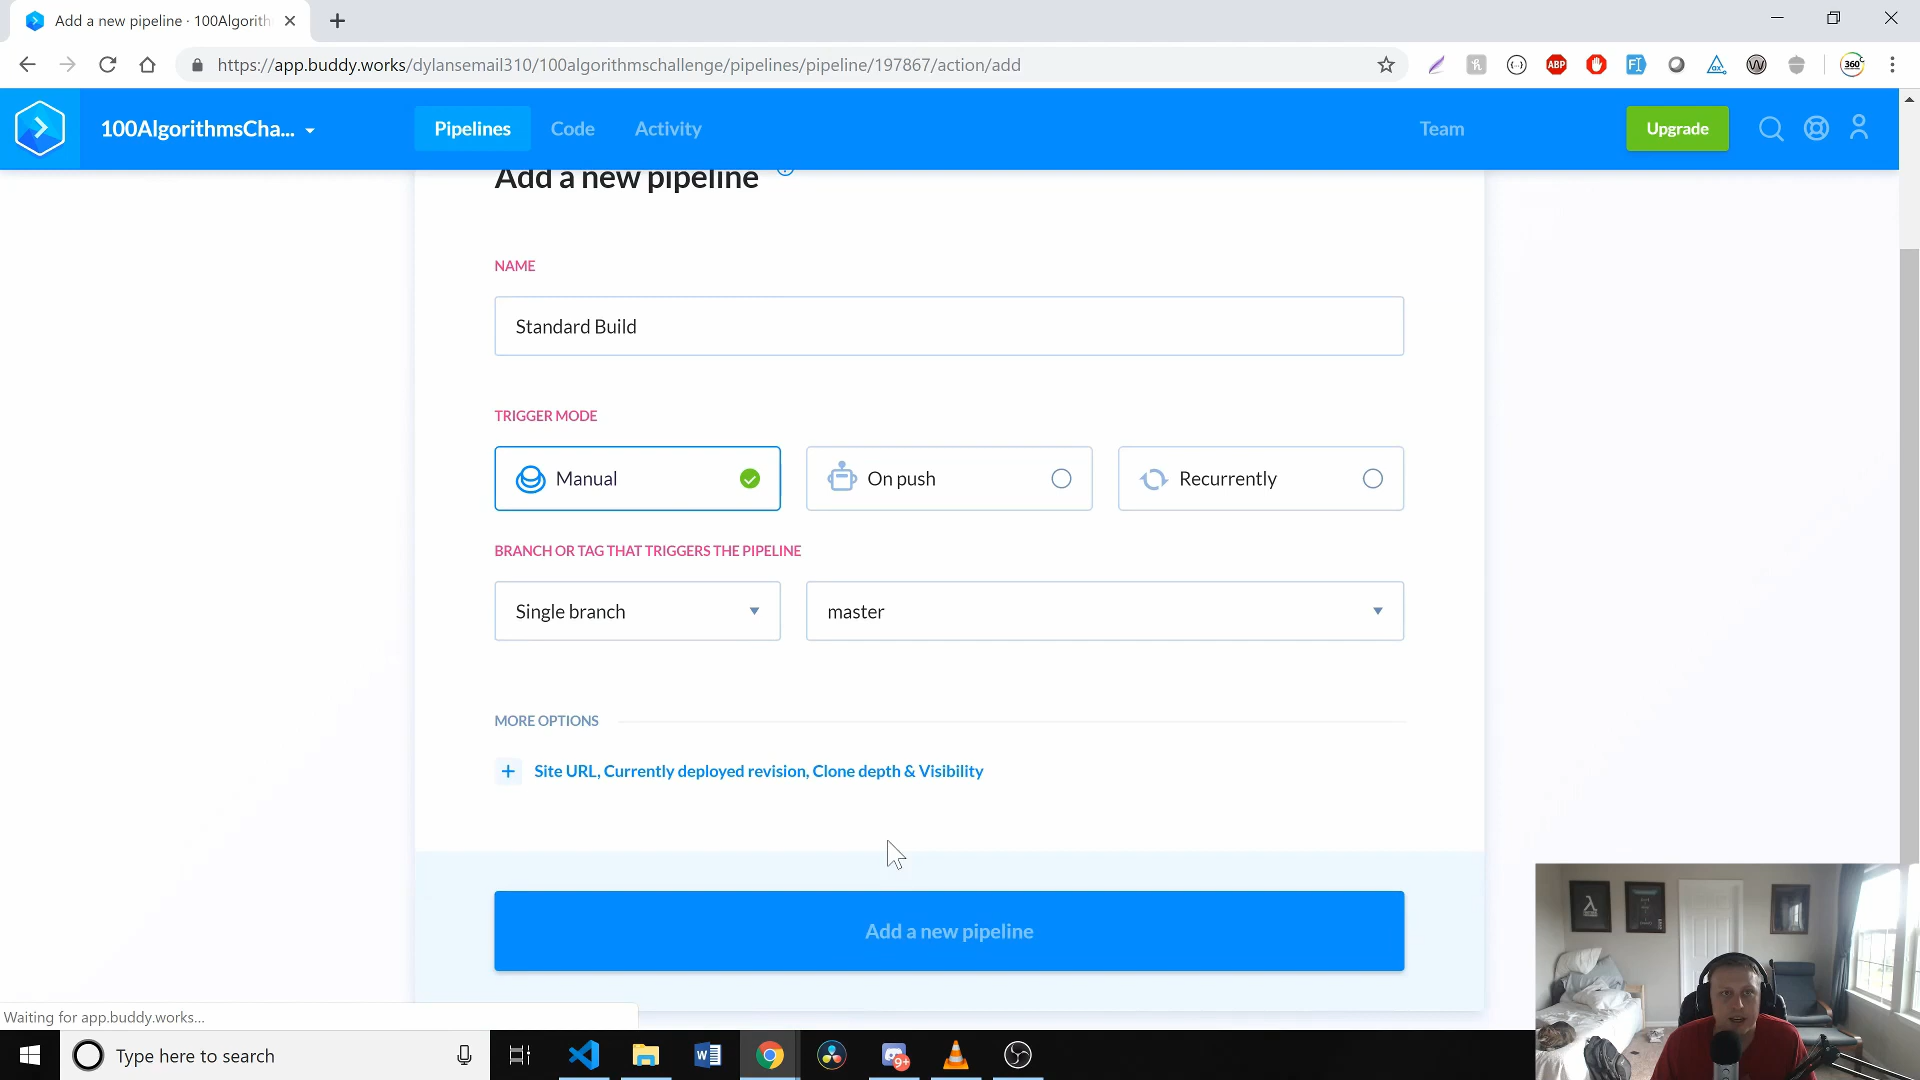 Add a new pipeline · 100Algorith
https://app.buddy.works/dylansemail310/100algorithmschallenge/pipelines/pipeline/197867/action/add
ABP
360
100AlgorithmsCha...
Pipelines
Code
Activity
Team
Upgrade
Add a new pipeline
NAME
Standard Build
TRIGGER MODE
Manual
On push
Recurrently
BRANCH OR TAG THAT TRIGGERS THE PIPELINE
Single branch
master
MORE OPTIONS
Site URL, Currently deployed revision, Clone depth & Visibility
Add a new pipeline
Waiting for app.buddy.works...
Type here to search
9+